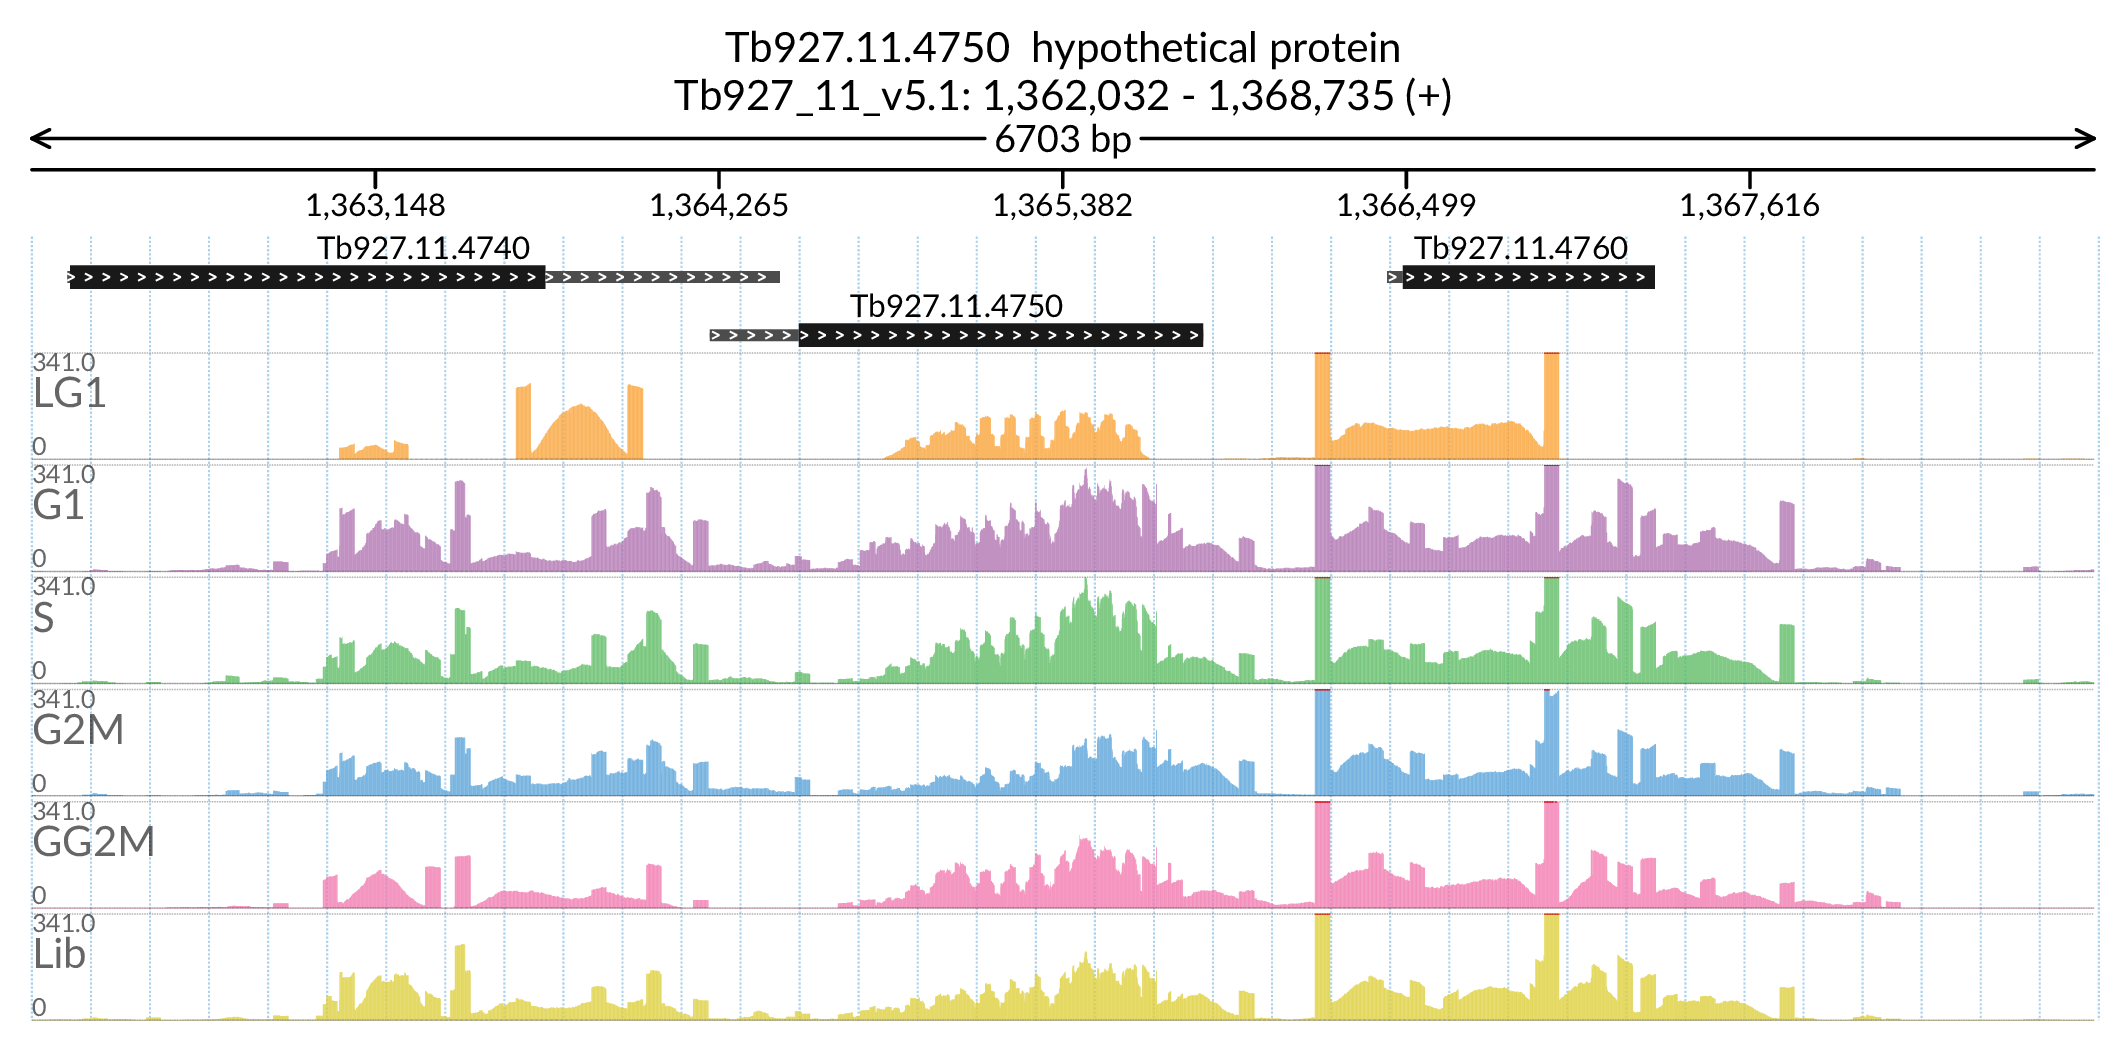 Tb927.11.4750 hypothetical protein
Tb927_11_v5.1: 1,362,032 - 1,368,735 (+)
6703 bp
1,363,148 1,364,265 1,365,382 1,366,499 1,367,616
Tb927.11.4740 Tb927.11.4760
Tb927.11.4750
341.0
LG1
0
341.0
G1
0
341.0
S
0
341.0
G2M
0
341.0
GG2M
0
341.0
Lib
0